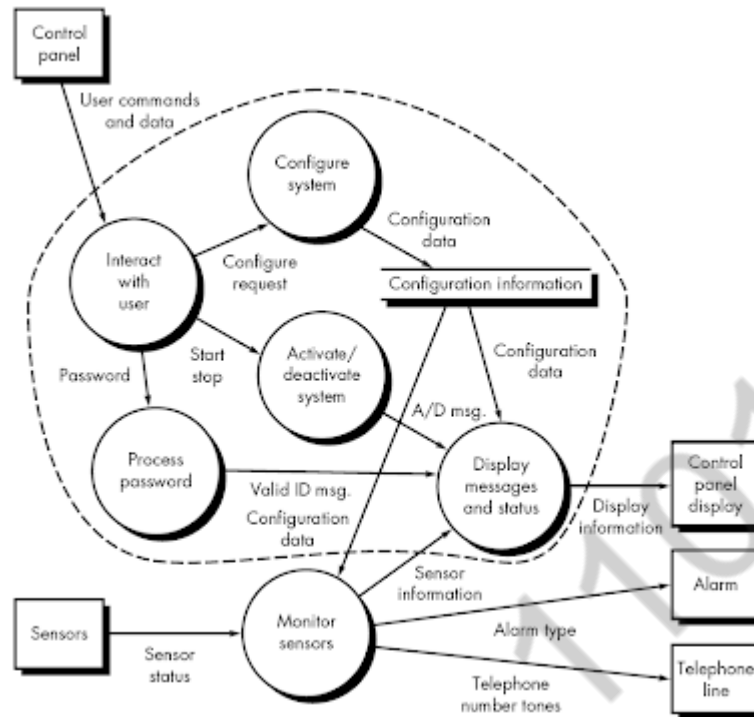 Control
panel
User commands
and data
Configure
system
Configuration
data
Interact
with
user
Configure
request
Configuration information
Start
stop
Activate/
deactivate
system
Configuration
data
Password
A/D msg.
Process
password
Valid ID msg.
Display
messages
and status
Control
panel
display
Display
information
Configuration
data
Sensor
information
Alarm
Alarm type
Sensors
Sensor
status
Monitor
sensors
Telephone
line
Telephone
number tones